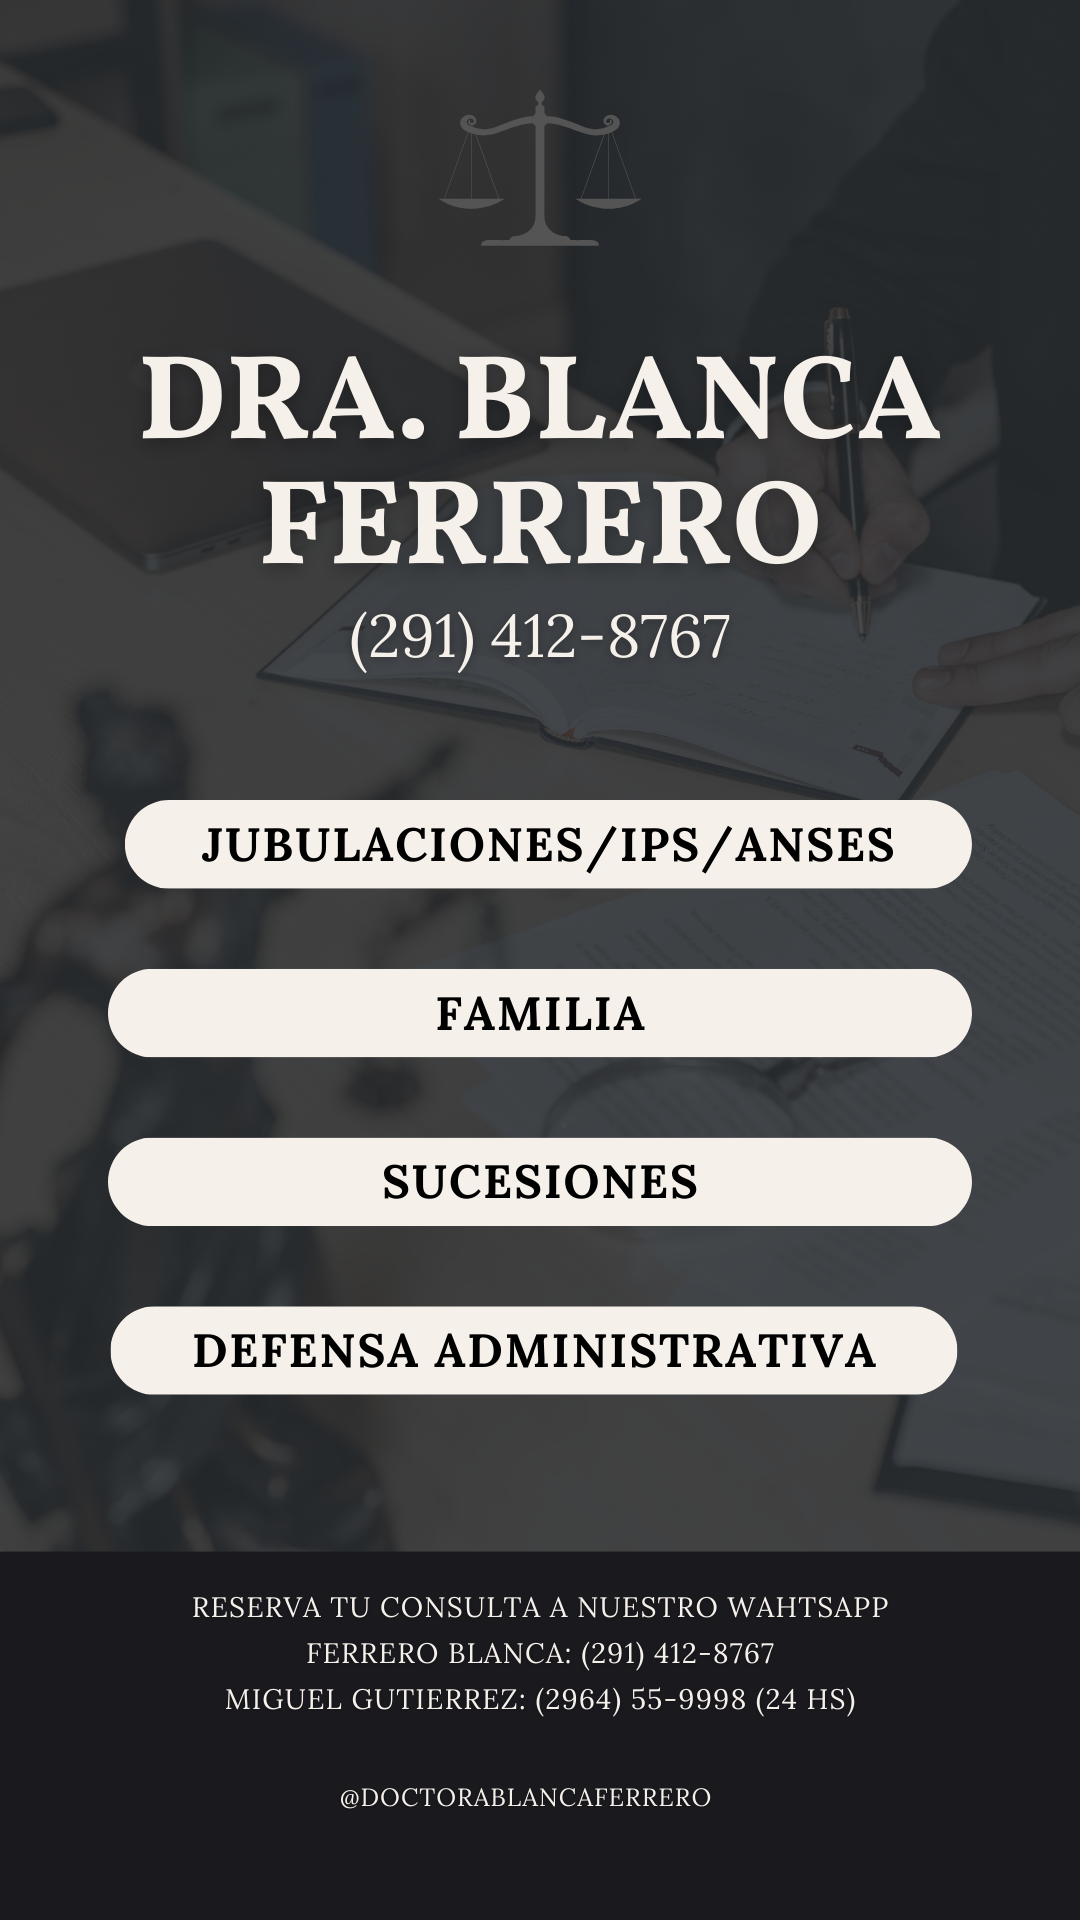 DRA. BLANCA
FERRERO
(291) 412-8767
JUBULACIONES/IPS/ANSES
FAMILIA
SUCESIONES
DEFENSA ADMINISTRATIVA
RESERVA TU CONSULTA A NUESTRO WAHTSAPP
FERRERO BLANCA: (291) 412-8767
MIGUEL GUTIERREZ: (2964) 55-9998 (24 HS)
@DOCTORABLANCAFERRERO